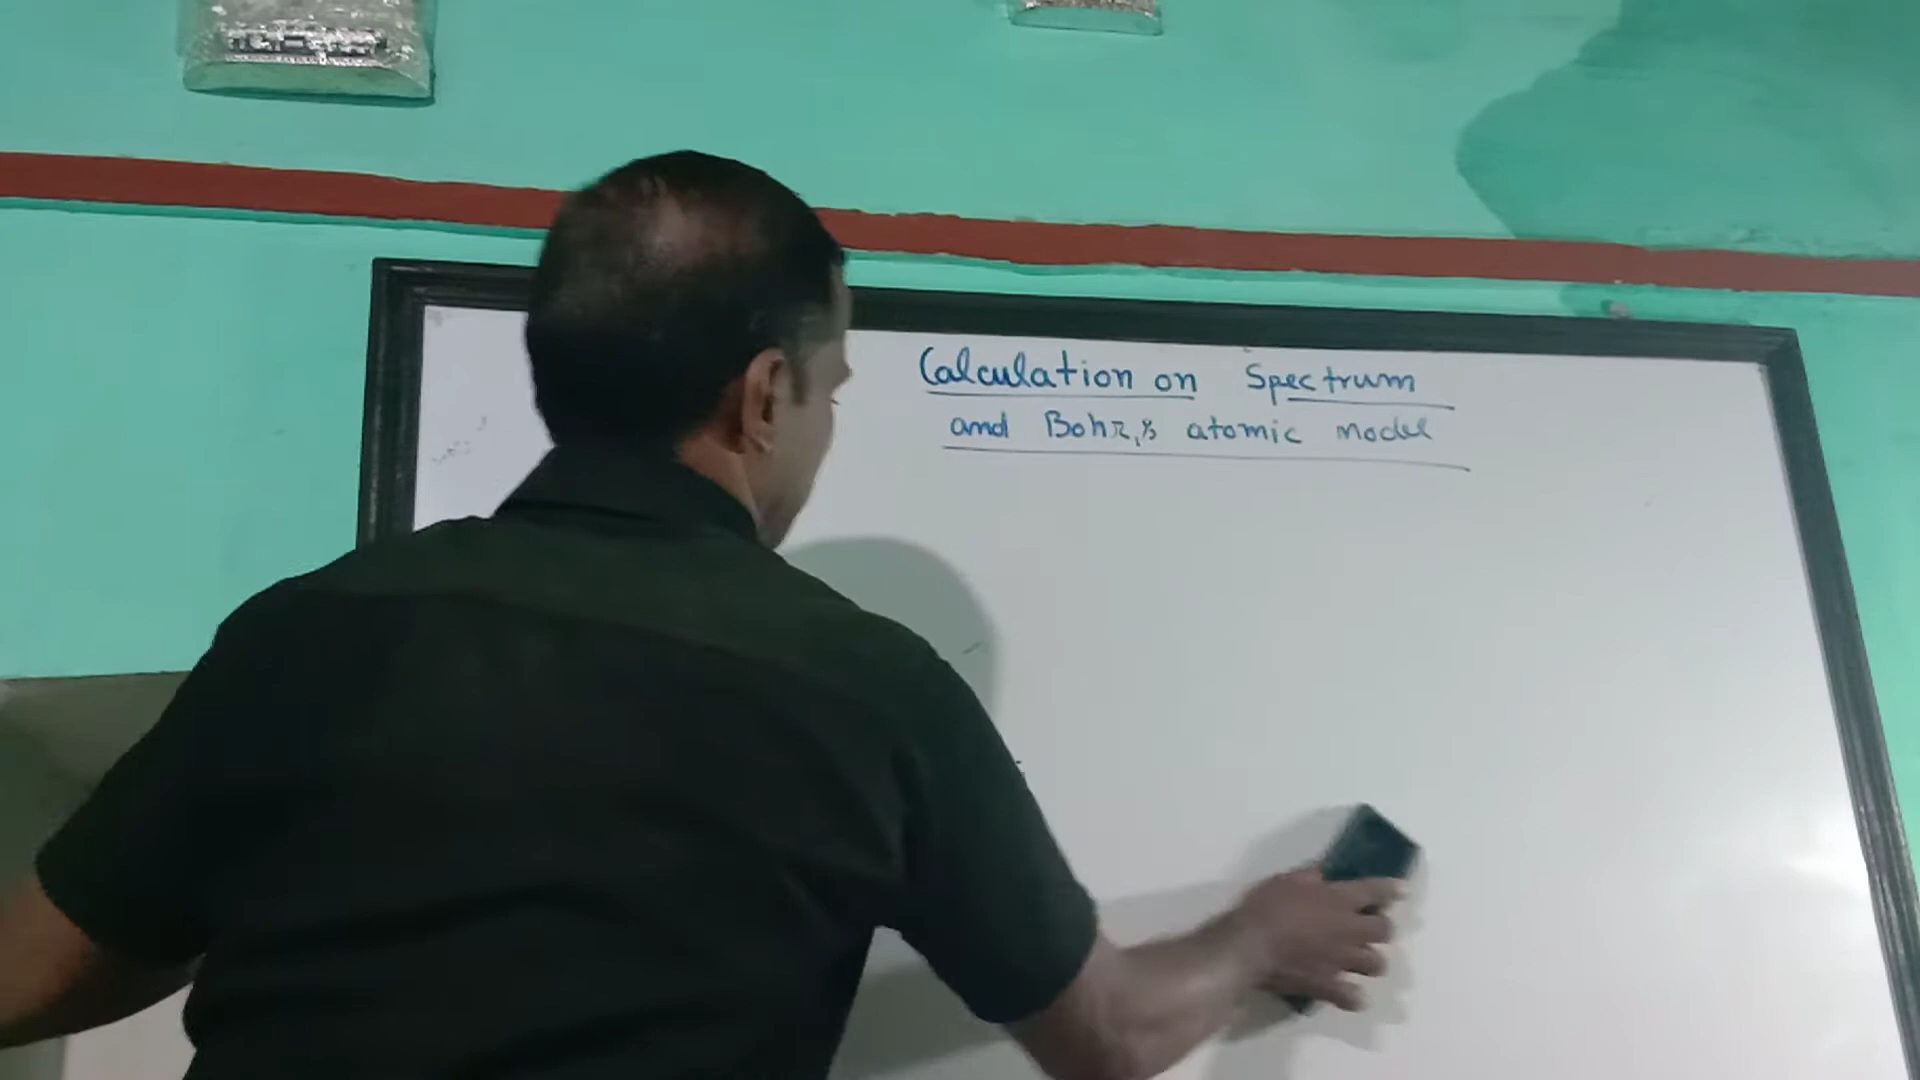 Calculation on Spectrum
and Bohr,s atomic model